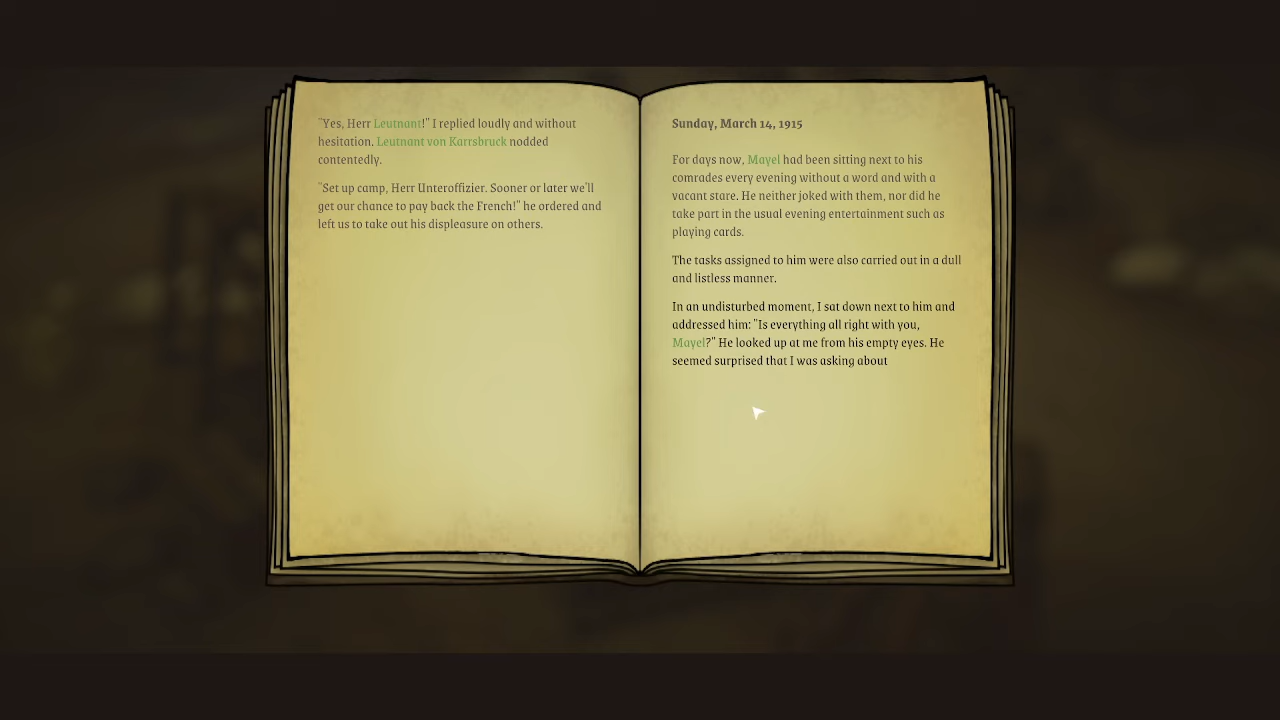 "Yes, Herr Leutnant!" I replied loudly and without
hesitation. Leutnant von Karrsbruck nodded
contentedly.
"Set up camp, Herr Unteroffizier. Sooner or later we'll
get our chance to pay back the French!" he ordered and
left us to take out his displeasure on others.
Sunday, March 14, 1915
For days now, Mayel had been sitting next to his
comrades every evening without a word and with a
vacant stare. He neither joked with them, nor did he
take part in the usual evening entertainment such as
playing cards.
The tasks assigned to him were also carried out in a dull
and listless manner.
In an undisturbed moment, I sat down next to him and
addressed him: "Is everything all right with you,
Mayel?" He looked up at me from his empty eyes. He
seemed surprised that I was asking about